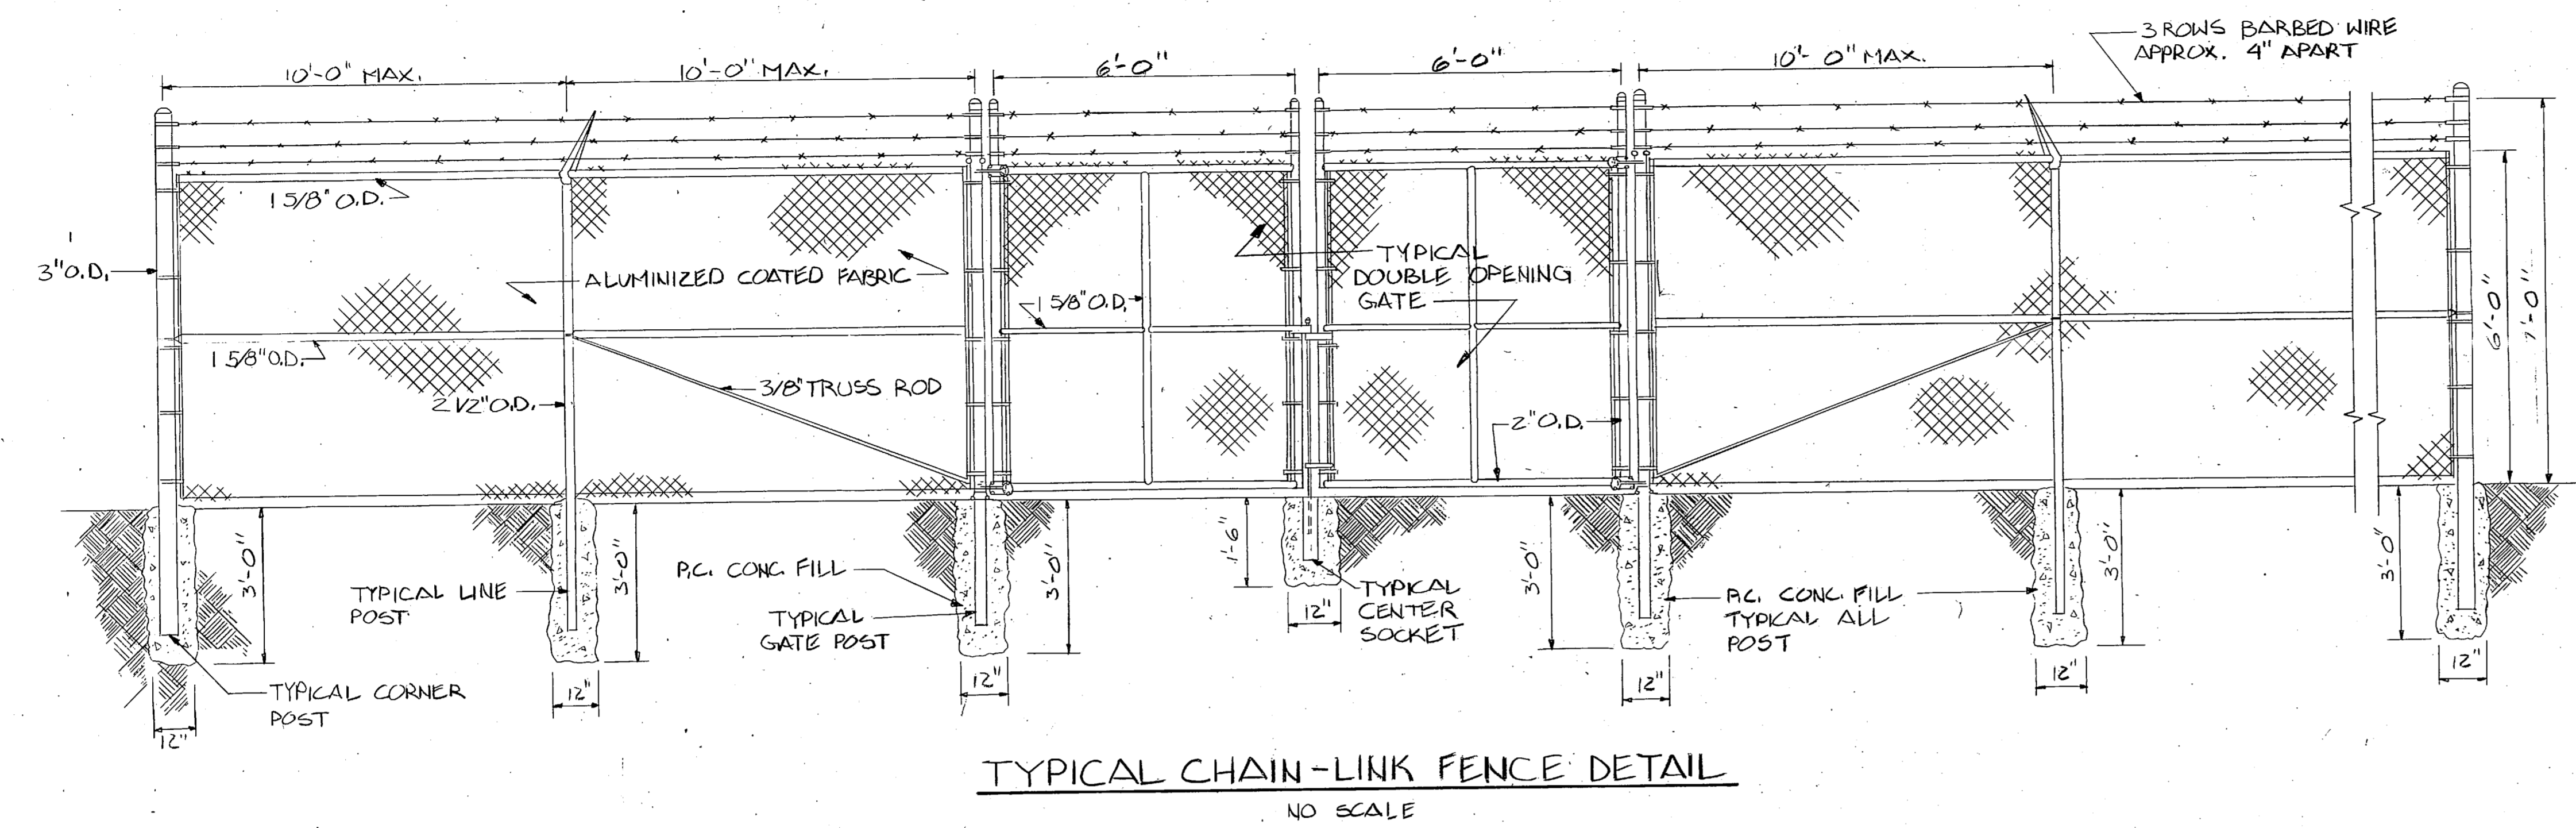 3 ROWS BARBED WIRE
APPROX. 4" APART
10'-0" MAX.
10'-0" MAX.
6'-0"
6'-0"
10'-0" MAX.
1 5/8" O.D.
3" O.D.
ALUMINIZED COATED FABRIC
TYPICAL
DOUBLE OPENING
GATE
1 5/8" O.D.
1 5/8" O.D.
2 1/2" O.D.
3/8" TRUSS ROD
2" O.D.
6'-0"
7'-0"
3'-0"
3'-0"
3'-0"
1'-6"
3'-0"
3'-0"
3'-0"
TYPICAL LINE
POST
P.C. CONC. FILL
TYPICAL
GATE POST
TYPICAL
CENTER
SOCKET
P.C. CONC. FILL
TYPICAL ALL
POST
TYPICAL CORNER
POST
12"
12"
12"
12"
12"
12"
12"
TYPICAL CHAIN-LINK FENCE DETAIL
NO SCALE